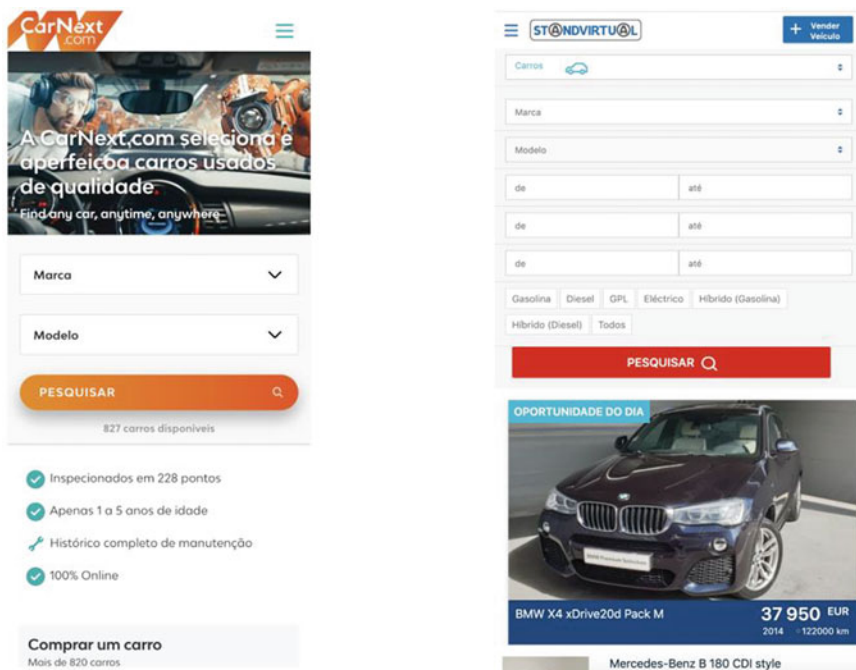 CarNext
.com
A CarNext.com seleciona e
aperfeiçoa carros usados
de qualidade
Find any car, anytime, anywhere
Marca
Modelo
PESQUISAR
827 carros disponíveis
Inspecionados em 228 pontos
Apenas 1 a 5 anos de idade
Histórico completo de manutenção
100% Online
Comprar um carro
Mais de 820 carros
STANDVIRTUAL
+ Vender
Veículo
Carros
Marca
Modelo
de até
de até
de até
Gasolina Diesel GPL Eléctrico Híbrido (Gasolina)
Híbrido (Diesel) Todos
PESQUISAR
OPORTUNIDADE DO DIA
BMW X4 xDrive20d Pack M 37 950 EUR
2014 122000 km
Mercedes-Benz B 180 CDI style